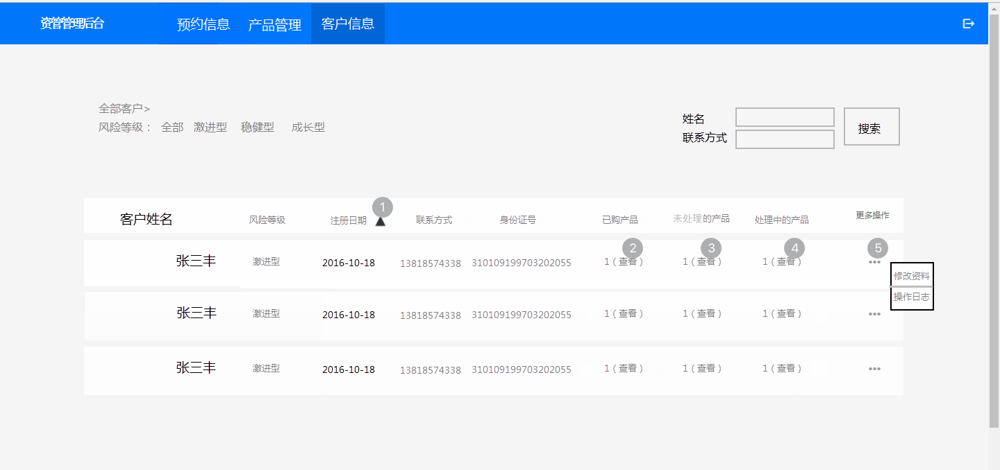 资管管理后台 预约信息 产品管理 客户信息
全部客户>
风险等级： 全部 激进型 稳健型 成长型
姓名
联系方式
搜索
1
客户姓名 风险等级 注册日期 联系方式 身份证号 已购产品 未处理的产品 处理中的产品 更多操作
2 3 4 5
张三丰 激进型 2016-10-18 13818574338 310109199703202055 1（查看） 1（查看） 1（查看） •••
修改资料
操作日志
张三丰 激进型 2016-10-18 13818574338 310109199703202055 1（查看） 1（查看） 1（查看） •••
张三丰 激进型 2016-10-18 13818574338 310109199703202055 1（查看） 1（查看） 1（查看） •••